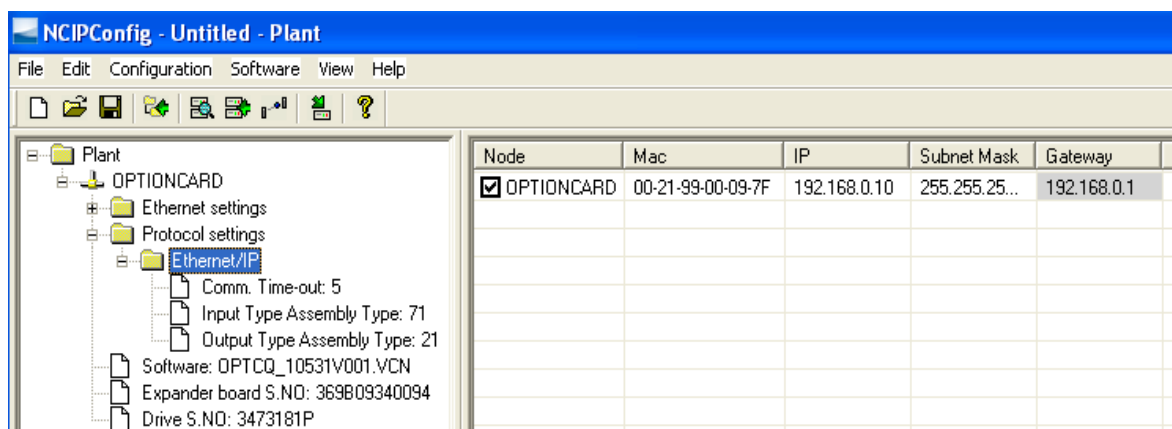 NCIPConfig - Untitled - Plant
File Edit Configuration Software View Help
Plant
OPTIONCARD
Ethernet settings
Protocol settings
Ethernet/IP
Comm. Time-out: 5
Input Type Assembly Type: 71
Output Type Assembly Type: 21
Software: OPTCQ_10531V001.VCN
Expander board S.NO: 369B09340094
Drive S.NO: 3473181P
Node Mac IP Subnet Mask Gateway
OPTIONCARD 00-21-99-00-09-7F 192.168.0.10 255.255.25... 192.168.0.1